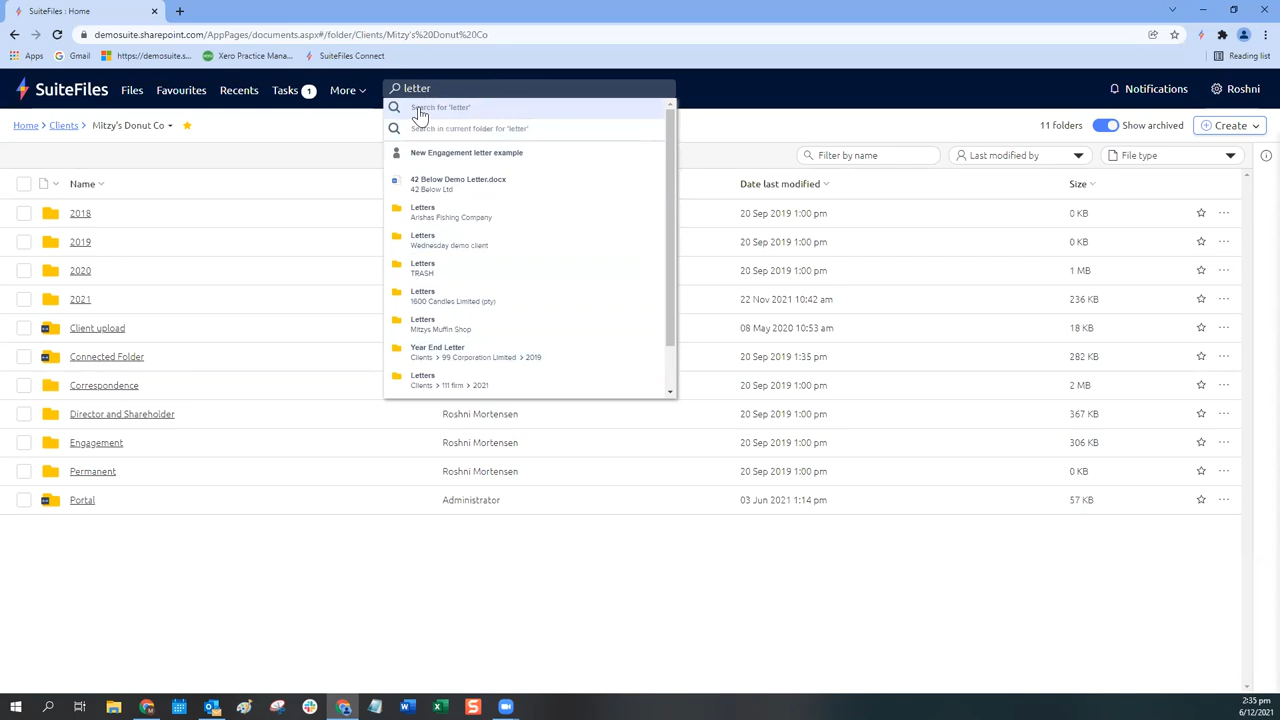 SuiteFiles : Home
demosuite.sharepoint.com/AppPages/documents.aspx#/folder/Clients/Mitzy's%20Donut%20Co
Apps Gmail https://demosuite.s... Xero Practice Mana... SuiteFiles Connect Reading list
SuiteFiles Files Favourites Recents Tasks 1 More letter Notifications Roshni
Search for 'letter'
Search in current folder for 'letter'
New Engagement letter example
42 Below Demo Letter.docx
42 Below Ltd
Letters
Arishas Fishing Company
Letters
Wednesday demo client
Letters
TRASH
Letters
1600 Candles Limited (pty)
Letters
Mitzys Muffin Shop
Year End Letter
Clients > 99 Corporation Limited > 2019
Letters
Clients > 111 firm > 2021
Home Clients Mitzy's Donut Co 11 folders Show archived Create
Filter by name Last modified by File type
Name Date last modified Size
2018 20 Sep 2019 1:00 pm 0 KB
2019 20 Sep 2019 1:00 pm 0 KB
2020 20 Sep 2019 1:00 pm 1 MB
2021 22 Nov 2021 10:42 am 236 KB
Client upload 08 May 2020 10:53 am 18 KB
Connected Folder 20 Sep 2019 1:35 pm 282 KB
Correspondence 20 Sep 2019 1:00 pm 2 MB
Director and Shareholder Roshni Mortensen 20 Sep 2019 1:00 pm 367 KB
Engagement Roshni Mortensen 20 Sep 2019 1:00 pm 306 KB
Permanent Roshni Mortensen 20 Sep 2019 1:00 pm 0 KB
Portal Administrator 03 Jun 2021 1:14 pm 57 KB
2:35 pm
6/12/2021